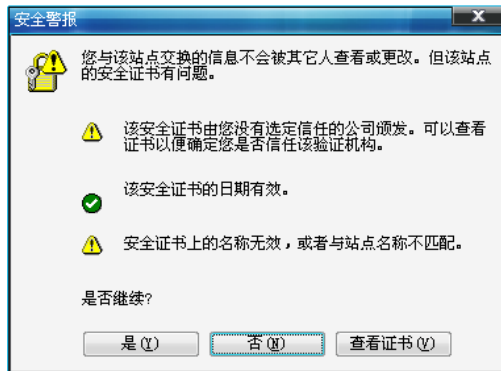 安全警报
您与该站点交换的信息不会被其它人查看或更改。但该站点
的安全证书有问题。
该安全证书由您没有选定信任的公司颁发。可以查看
证书以便确定您是否信任该验证机构。
该安全证书的日期有效。
安全证书上的名称无效，或者与站点名称不匹配。
是否继续?
是(Y)
否(N)
查看证书(V)